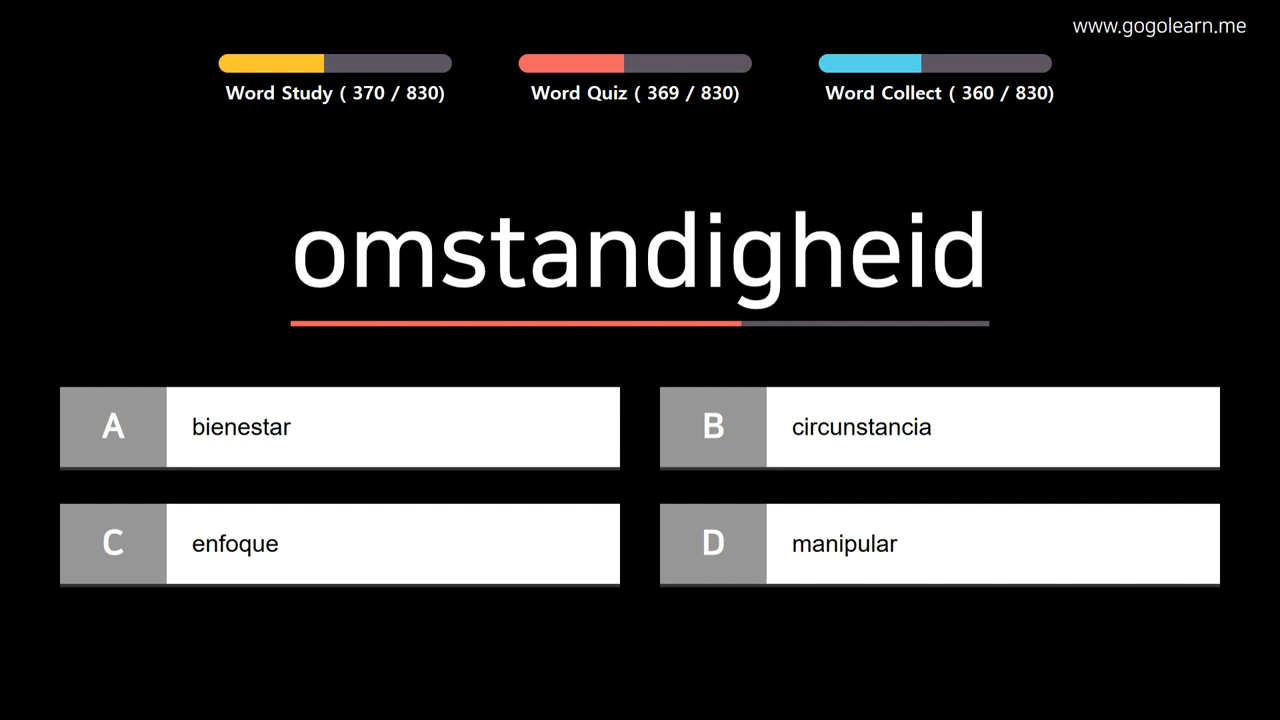 www.gogolearn.me
Word Study ( 370 / 830)
Word Quiz ( 369 / 830)
Word Collect ( 360 / 830)
omstandigheid
A bienestar
B circunstancia
C enfoque
D manipular